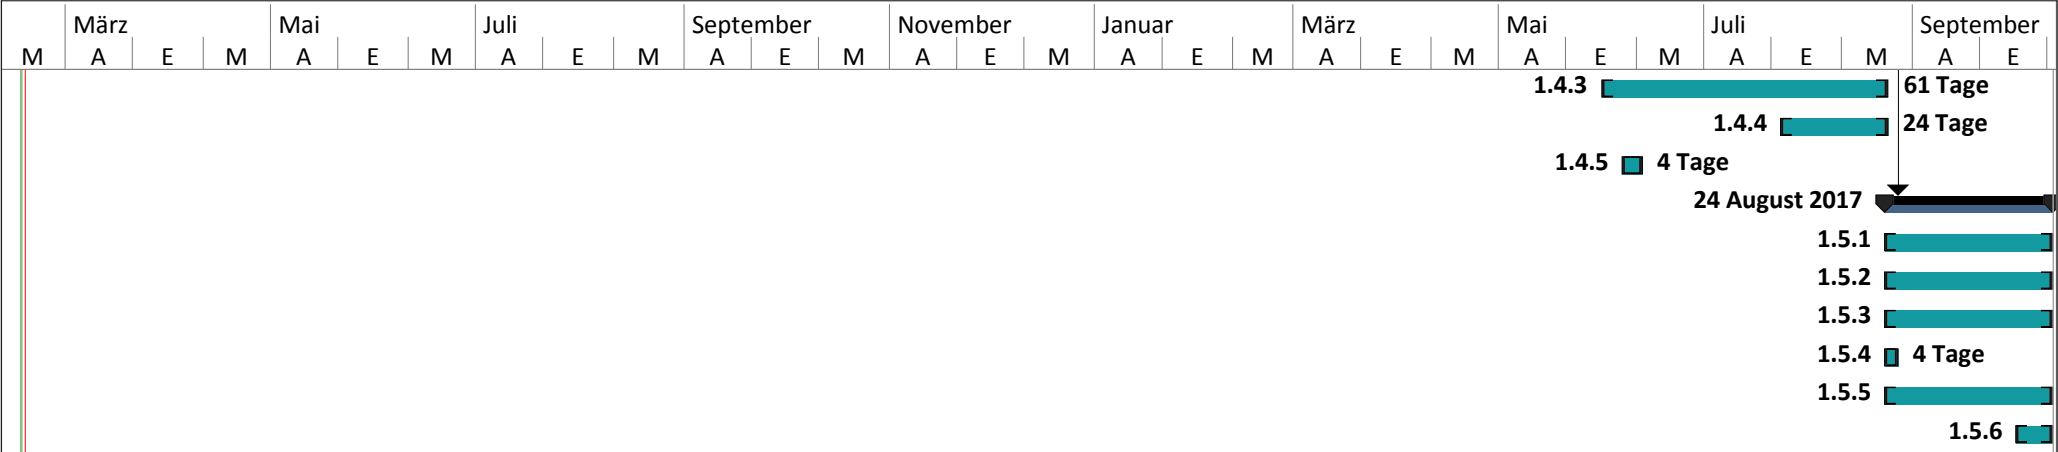 März Mai Juli September November Januar März Mai Juli September
M A E M A E M A E M A E M A E M A E M A E M A E M A E M A E
1.4.3 61 Tage
1.4.4 24 Tage
1.4.5 4 Tage
24 August 2017
1.5.1
1.5.2
1.5.3
1.5.4 4 Tage
1.5.5
1.5.6